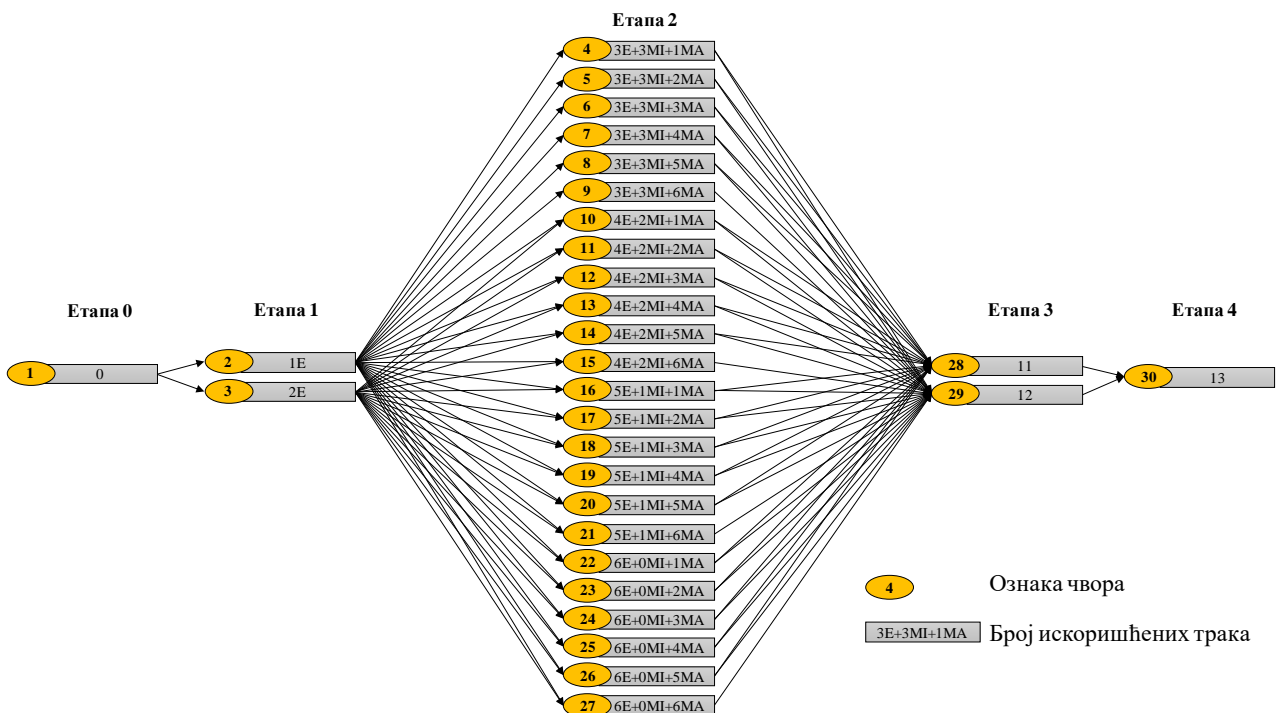 Етапа 2
4 3E+3MI+1MA
5 3E+3MI+2MA
6 3E+3MI+3MA
7 3E+3MI+4MA
8 3E+3MI+5MA
9 3E+3MI+6MA
10 4E+2MI+1MA
11 4E+2MI+2MA
12 4E+2MI+3MA
13 4E+2MI+4MA
14 4E+2MI+5MA
15 4E+2MI+6MA
16 5E+1MI+1MA
17 5E+1MI+2MA
18 5E+1MI+3MA
19 5E+1MI+4MA
20 5E+1MI+5MA
21 5E+1MI+6MA
22 6E+0MI+1MA
23 6E+0MI+2MA
24 6E+0MI+3MA
25 6E+0MI+4MA
26 6E+0MI+5MA
27 6E+0MI+6MA
Етапа 0
1 0
Етапа 1
2 1E
3 2E
Етапа 3
28 11
29 12
Етапа 4
30 13
4 Ознака чвора
3E+3MI+1MA Број искоришћених трака